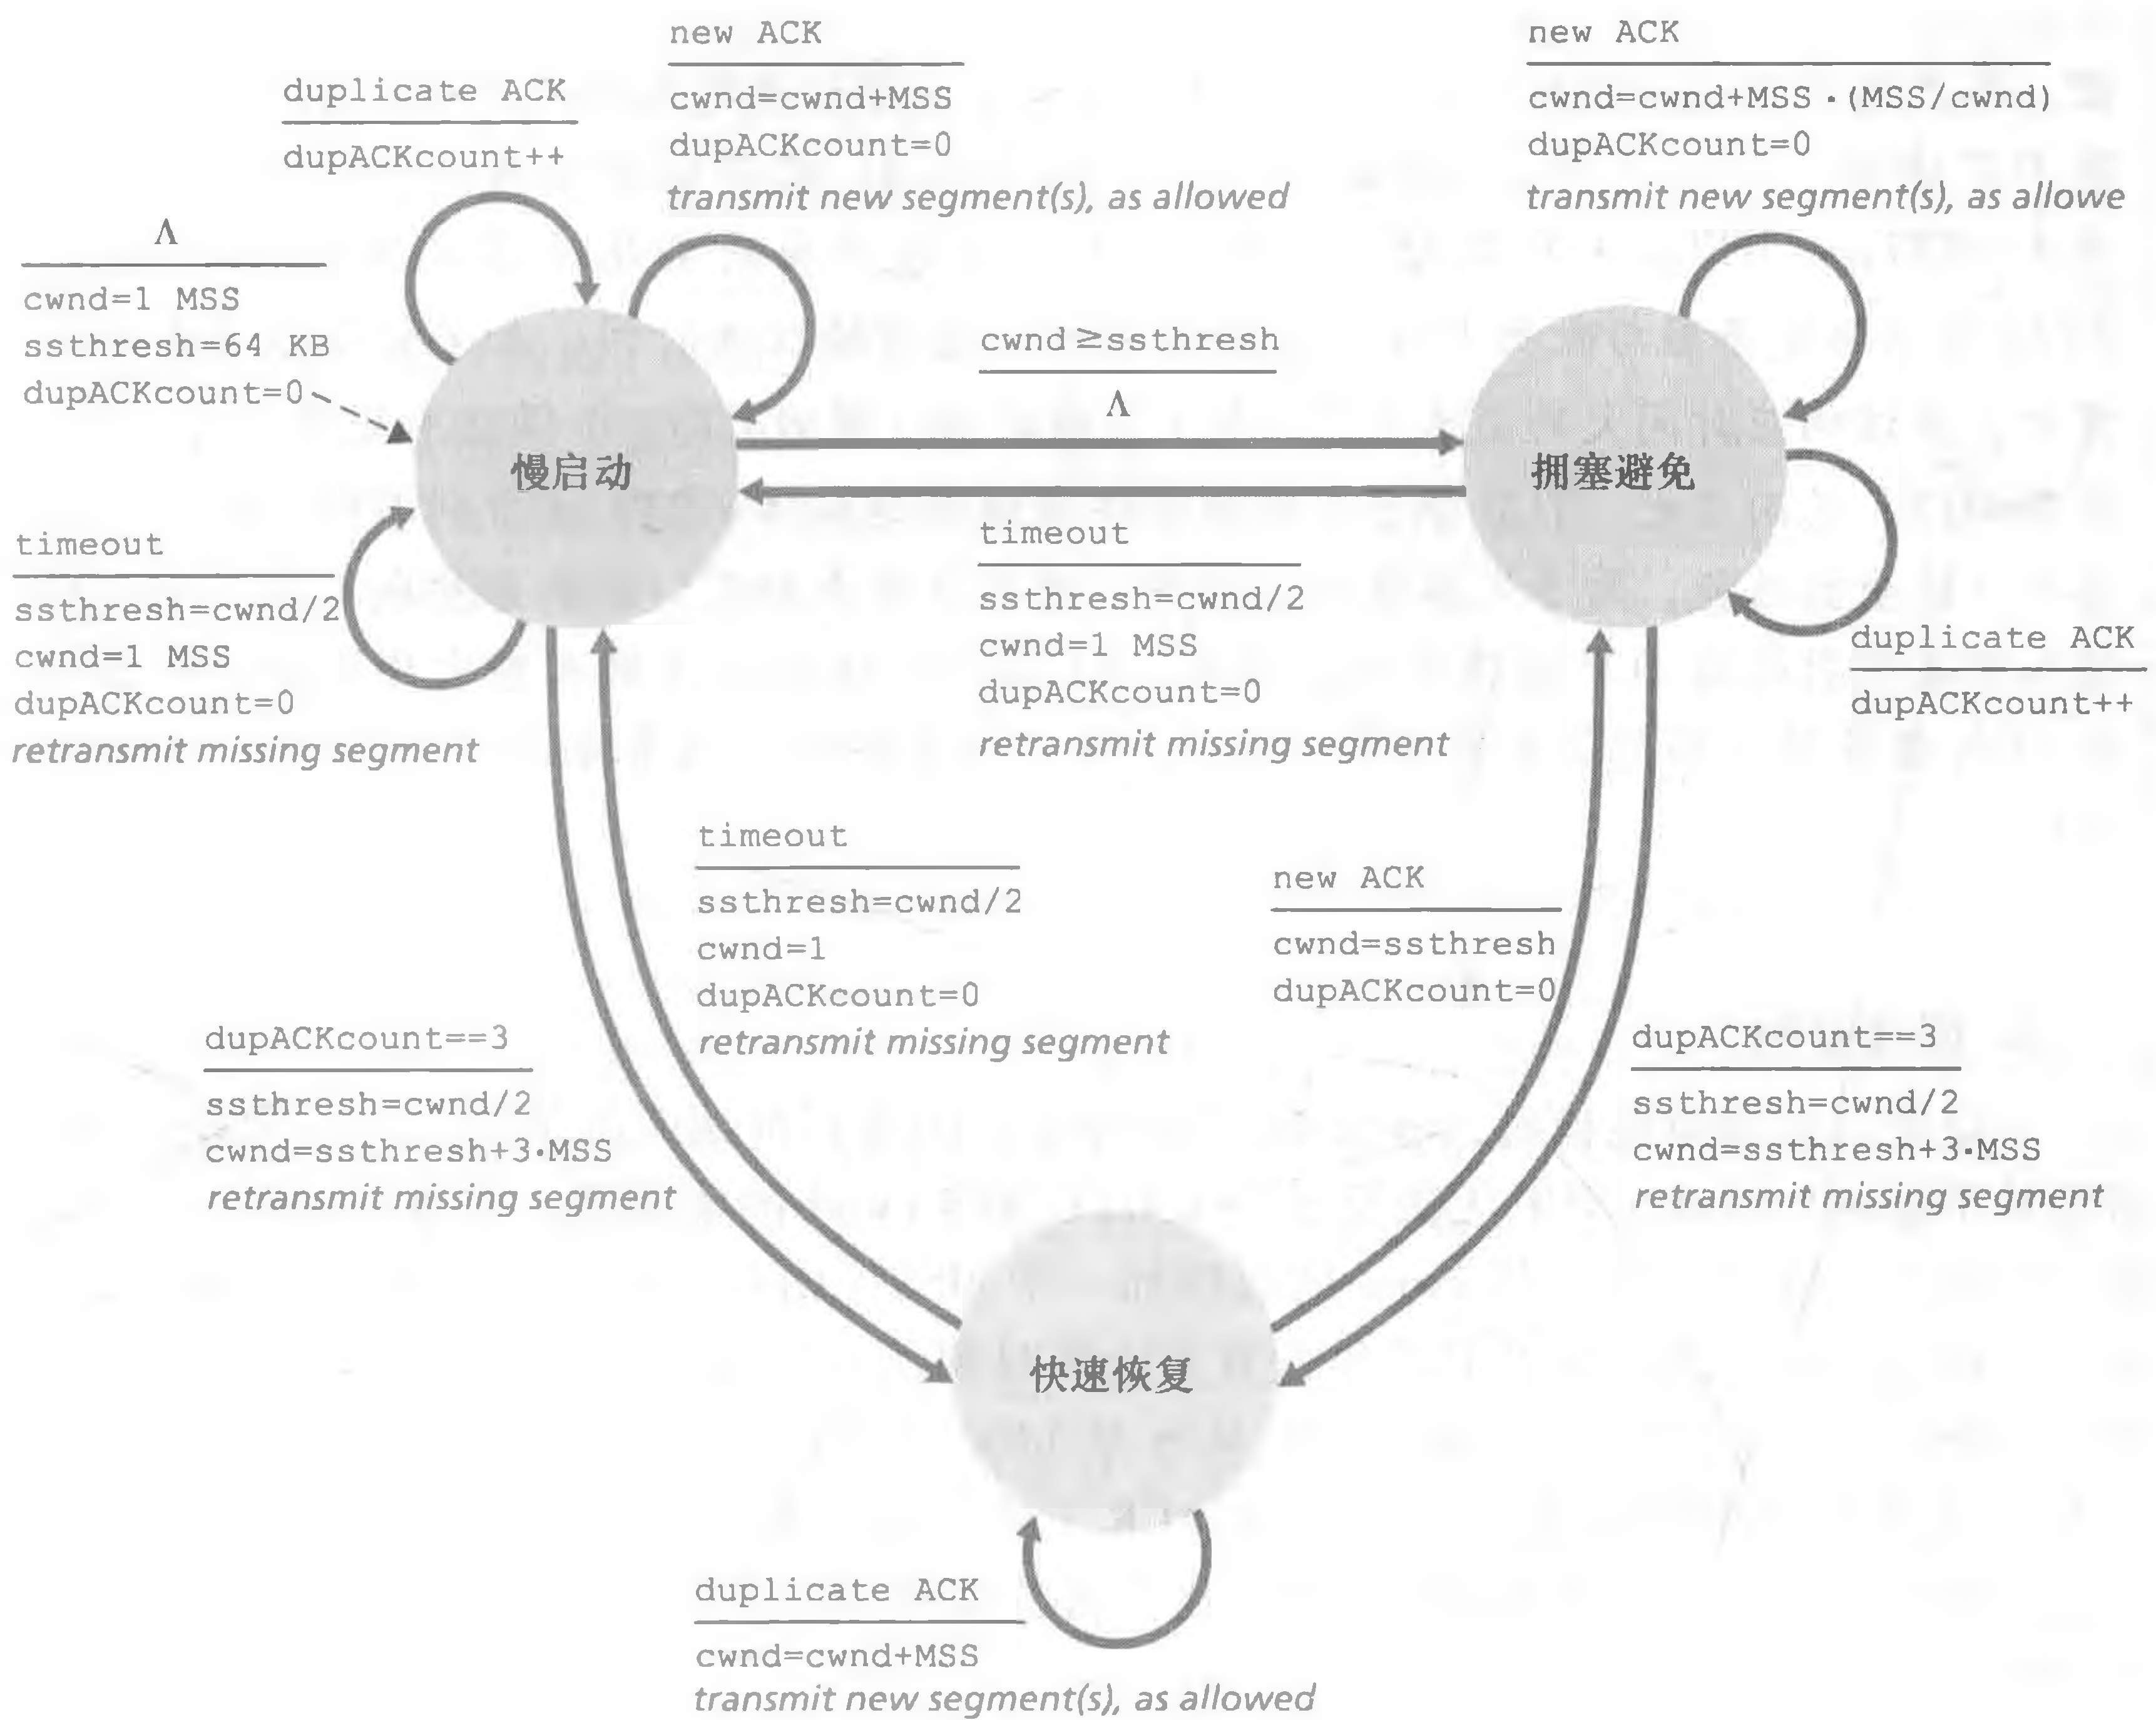 new ACK
cwnd=cwnd+MSS
dupACKcount=0
transmit new segment(s), as allowed
new ACK
cwnd=cwnd+MSS·(MSS/cwnd)
dupACKcount=0
transmit new segment(s), as allowe
duplicate ACK
dupACKcount++
Λ
cwnd=1 MSS
ssthresh=64 KB
dupACKcount=0
cwnd≥ssthresh
Λ
慢启动
拥塞避免
timeout
ssthresh=cwnd/2
cwnd=1 MSS
dupACKcount=0
retransmit missing segment
timeout
ssthresh=cwnd/2
cwnd=1 MSS
dupACKcount=0
retransmit missing segment
duplicate ACK
dupACKcount++
timeout
ssthresh=cwnd/2
cwnd=1
dupACKcount=0
retransmit missing segment
new ACK
cwnd=ssthresh
dupACKcount=0
dupACKcount==3
ssthresh=cwnd/2
cwnd=ssthresh+3·MSS
retransmit missing segment
dupACKcount==3
ssthresh=cwnd/2
cwnd=ssthresh+3·MSS
retransmit missing segment
快速恢复
duplicate ACK
cwnd=cwnd+MSS
transmit new segment(s), as allowed